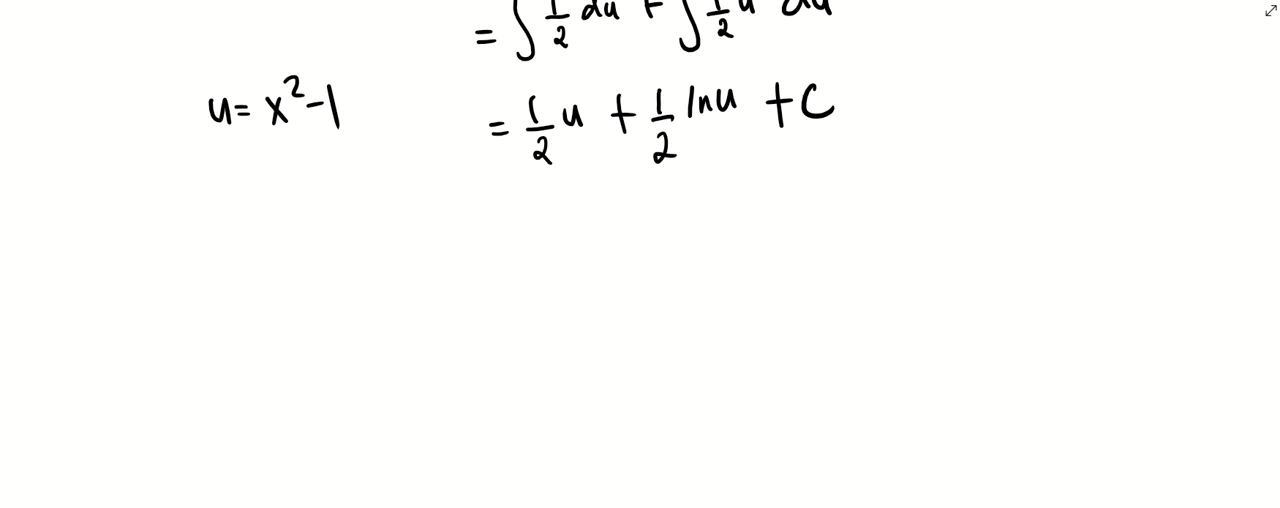 = ∫ 1/2 du + ∫ 1/2 u du
u = x² - 1
= 1/2 u + 1/2 ln u + C